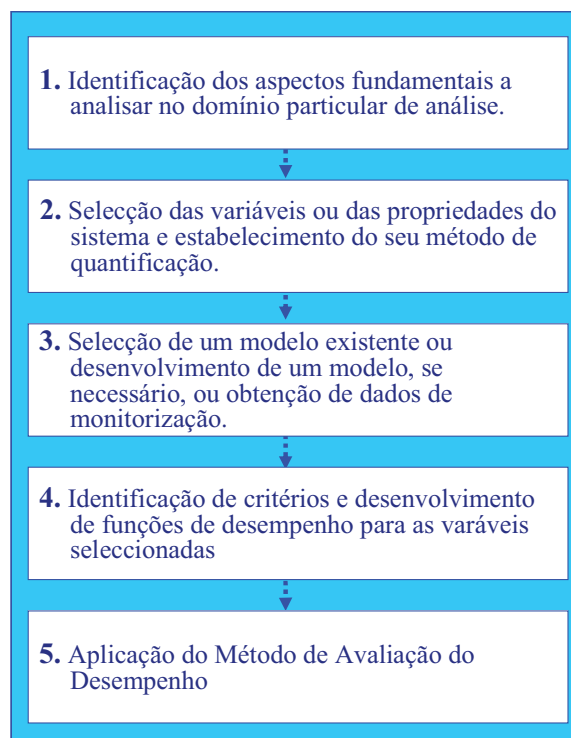 1. Identificação dos aspectos fundamentais a
analisar no domínio particular de análise.
2. Selecção das variáveis ou das propriedades do
sistema e estabelecimento do seu método de
quantificação.
3. Selecção de um modelo existente ou
desenvolvimento de um modelo, se
necessário, ou obtenção de dados de
monitorização.
4. Identificação de critérios e desenvolvimento
de funções de desempenho para as varáveis
seleccionadas
5. Aplicação do Método de Avaliação do
Desempenho